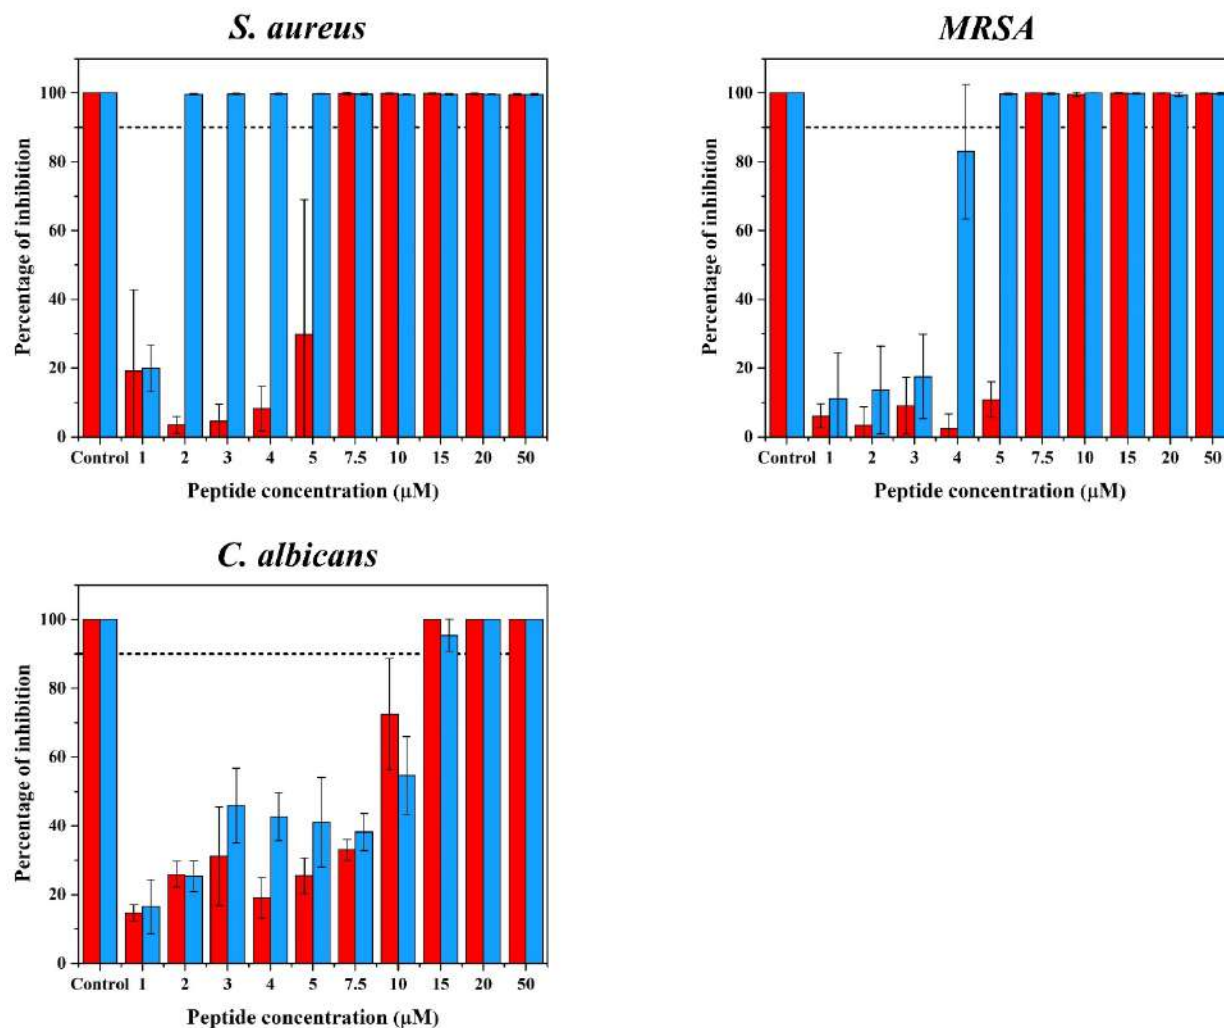 S. aureus
Percentage of inhibition
100
80
60
40
20
0
Control 1 2 3 4 5 7.5 10 15 20 50
Peptide concentration (μM)
MRSA
Percentage of inhibition
100
80
60
40
20
0
Control 1 2 3 4 5 7.5 10 15 20 50
Peptide concentration (μM)
C. albicans
Percentage of inhibition
100
80
60
40
20
0
Control 1 2 3 4 5 7.5 10 15 20 50
Peptide concentration (μM)